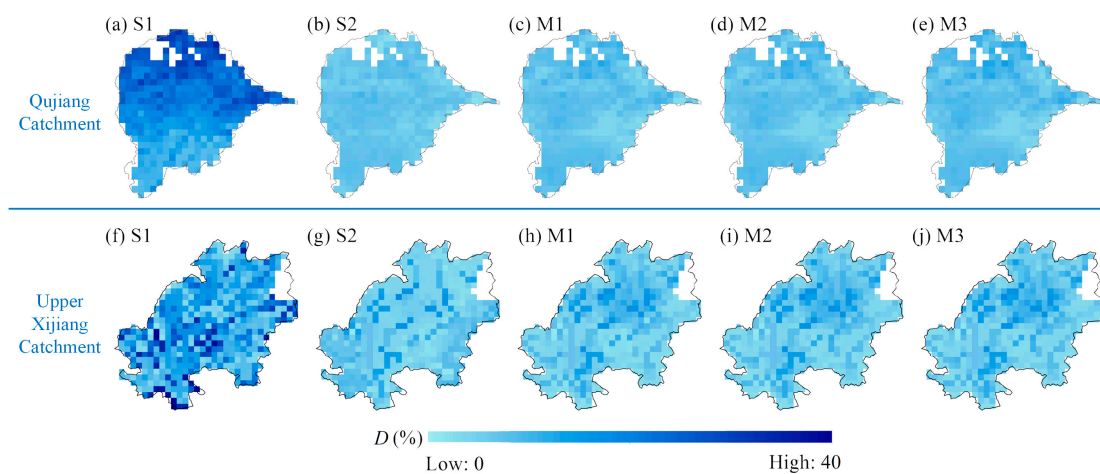 (a) S1
(b) S2
(c) M1
(d) M2
(e) M3
Qujiang
Catchment
(f) S1
(g) S2
(h) M1
(i) M2
(j) M3
Upper
Xijiang
Catchment
D (%)
Low: 0
High: 40